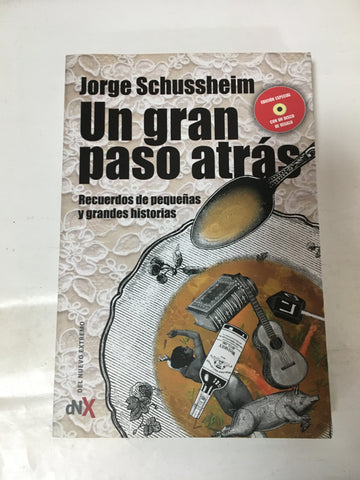 Jorge Schussheim
Un gran
paso atrás
Recuerdos de pequeñas
y grandes historias
EDICIÓN ESPECIAL
CON UN DISCO
DE REGALO
DEL NUEVO EXTREMO
dNX